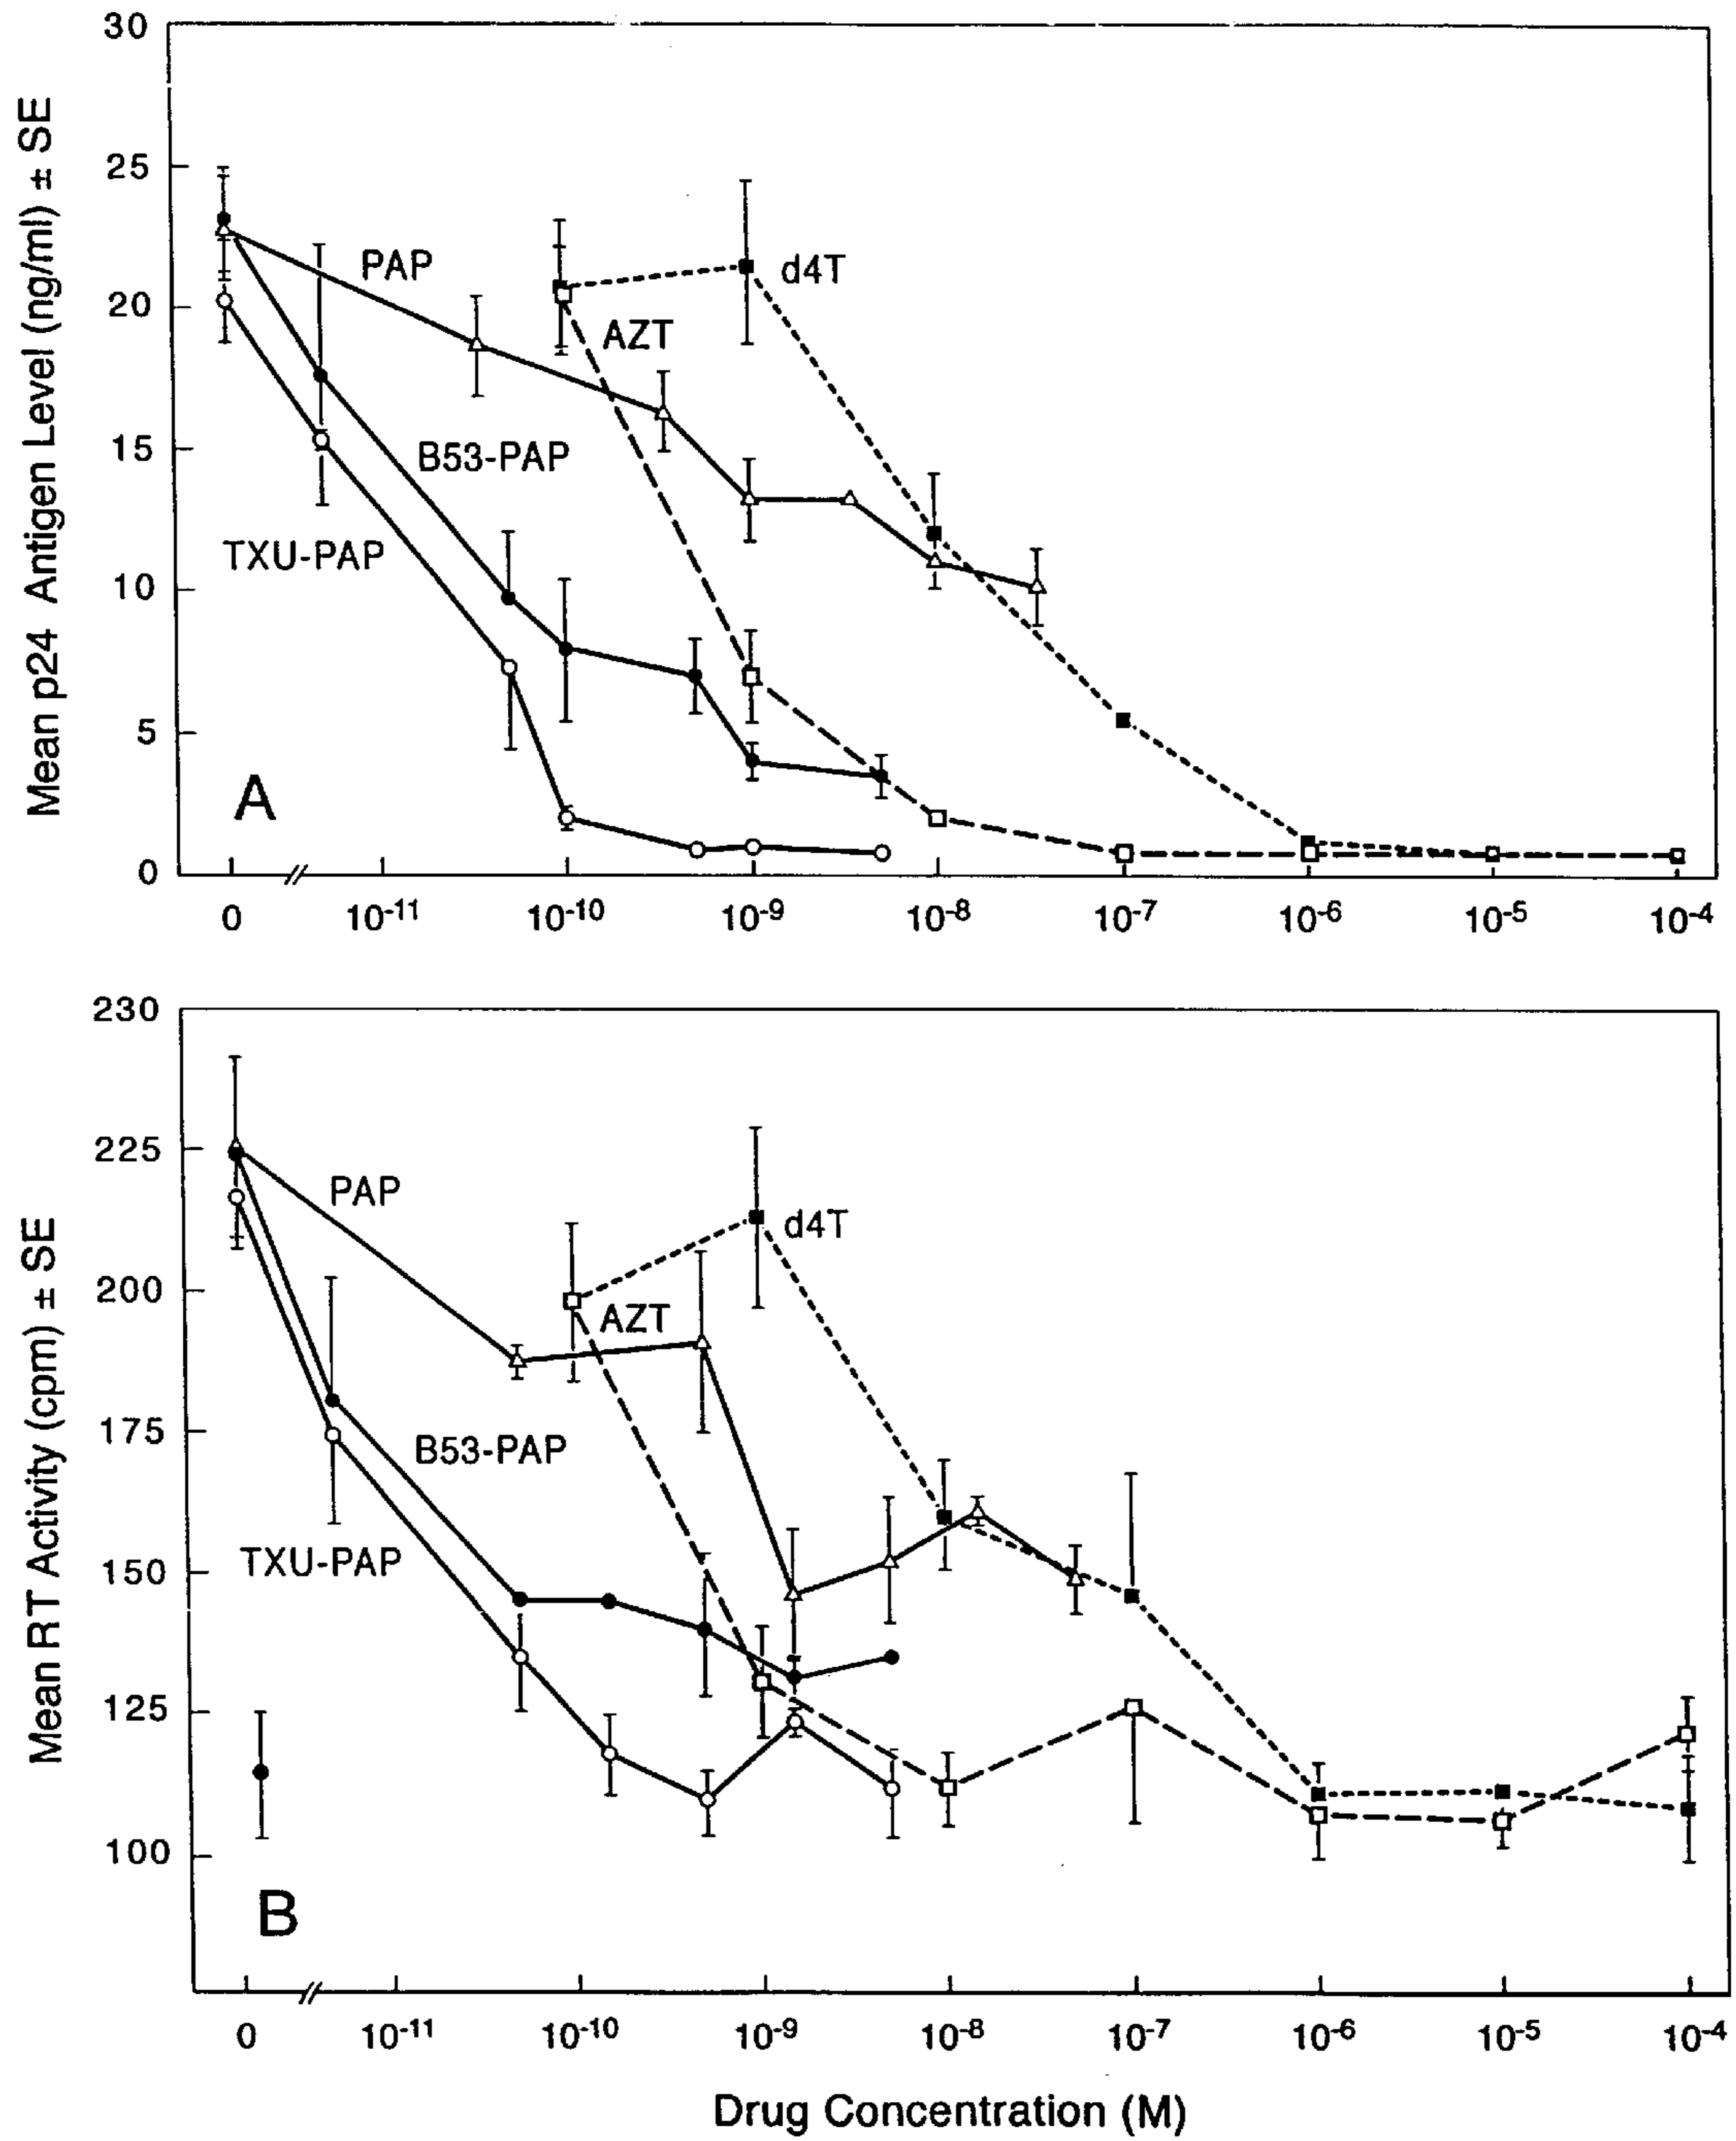 30
25
20
15
10
5
0
Mean p24 Antigen Level (ng/ml) ± SE
PAP
d4T
AZT
B53-PAP
TXU-PAP
A
0 10-11 10-10 10-9 10-8 10-7 10-6 10-5 10-4
230
225
200
175
150
125
100
Mean RT Activity (cpm) ± SE
PAP
d4T
AZT
B53-PAP
TXU-PAP
B
0 10-11 10-10 10-9 10-8 10-7 10-6 10-5 10-4
Drug Concentration (M)